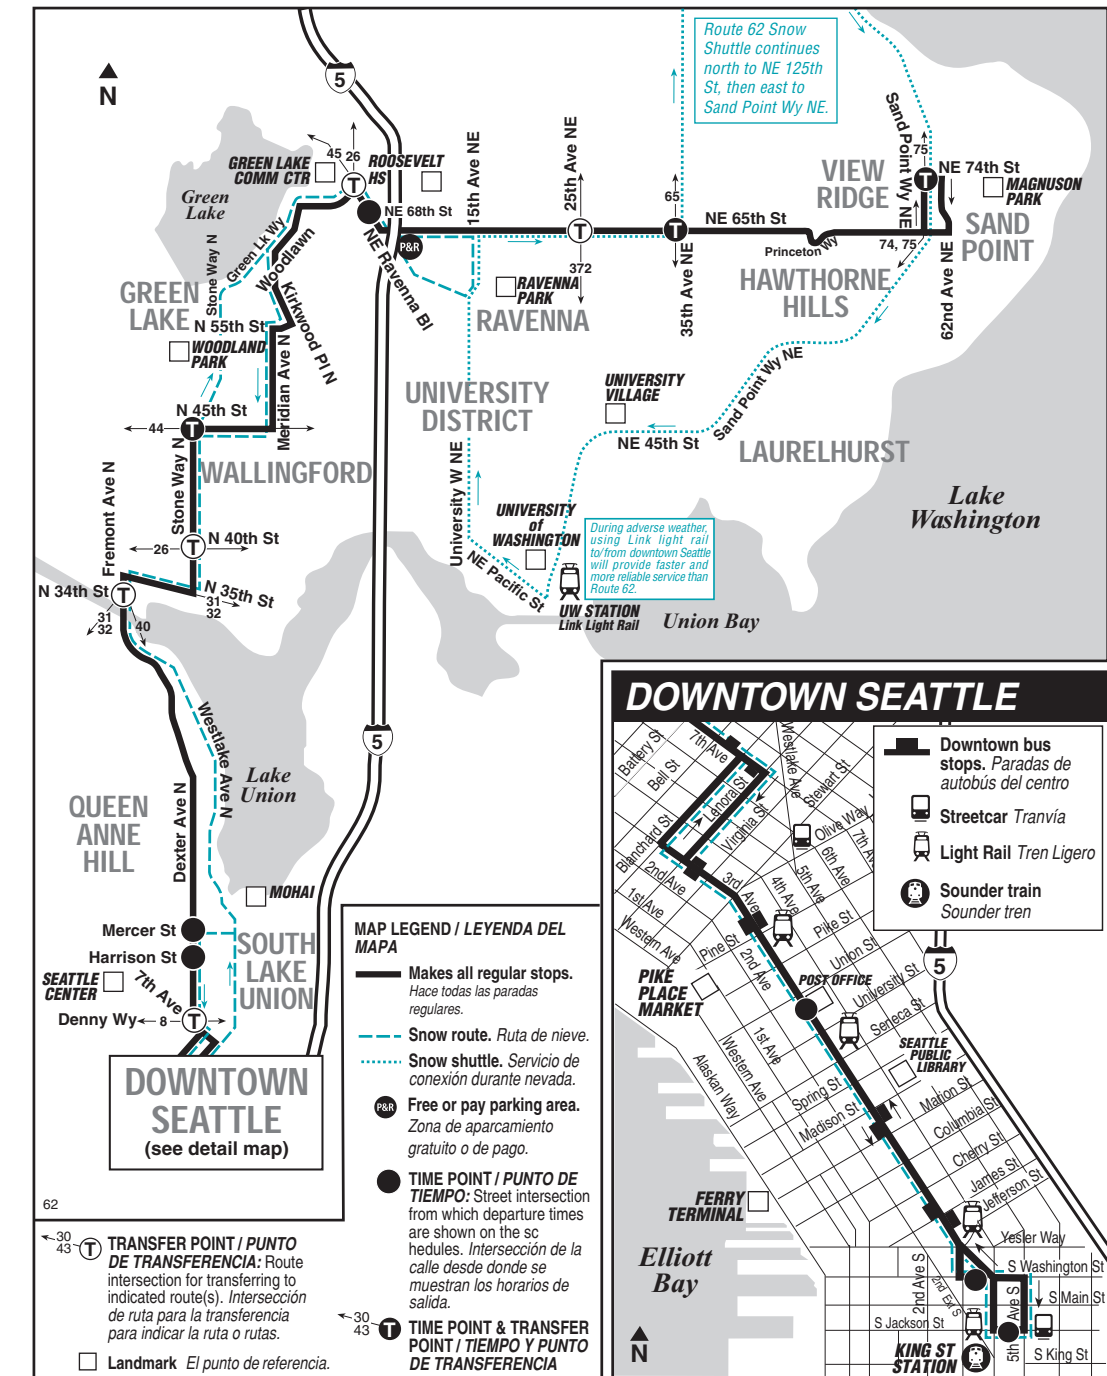 Route 62 Snow
Shuttle continues
north to NE 125th
St, then east to
Sand Point Wy NE.
5
N
45
26
GREEN LAKE
COMM CTR
ROOSEVELT
HS
Green
Lake
NE 68th St
P&R
15th Ave NE
25th Ave NE
65
NE 65th St
VIEW
RIDGE
Sand Point Wy NE
75
NE 74th St
MAGNUSON
PARK
SAND
POINT
Princeton Wy
74, 75
HAWTHORNE
HILLS
62nd Ave NE
35th Ave NE
372
RAVENNA
PARK
RAVENNA
NE Ravenna Bl
Stone Way N
Green Lk Wy
Woodlawn
Kirkwood Pl N
GREEN
LAKE
N 55th St
WOODLAND
PARK
Meridian Ave N
N 45th St
44
T
WALLINGFORD
UNIVERSITY
DISTRICT
UNIVERSITY
VILLAGE
NE 45th St
Sand Point Wy NE
LAURELHURST
Lake
Washington
Fremont Ave N
Stone Way N
N 40th St
26
N 34th St
N 35th St
31
32
31
32
40
University W NE
UNIVERSITY
of
WASHINGTON
NE Pacific St
During adverse weather,
using Link light rail
to/from downtown Seattle
will provide faster and
more reliable service than
Route 62.
UW STATION
Link Light Rail
Union Bay
Westlake Ave N
5
Lake
Union
QUEEN
ANNE
HILL
Dexter Ave N
MOHAI
Mercer St
Harrison St
SEATTLE
CENTER
7th Ave
Denny Wy
8
SOUTH
LAKE
UNION
DOWNTOWN
SEATTLE
(see detail map)
62
MAP LEGEND / LEYENDA DEL
MAPA
Makes all regular stops.
Hace todas las paradas
regulares.
Snow route. Ruta de nieve.
Snow shuttle. Servicio de
conexión durante nevada.
P&R
Free or pay parking area.
Zona de aparcamiento
gratuito o de pago.
TIME POINT / PUNTO DE
TIEMPO: Street intersection
from which departure times
are shown on the sc
hedules. Intersección de la
calle desde donde se
muestran los horarios de
salida.
30
43
T
TIME POINT & TRANSFER
POINT / TIEMPO Y PUNTO
DE TRANSFERENCIA
30
43
T
TRANSFER POINT / PUNTO
DE TRANSFERENCIA: Route
intersection for transferring to
indicated route(s). Intersección
de ruta para la transferencia
para indicar la ruta o rutas.
Landmark El punto de referencia.
DOWNTOWN SEATTLE
Downtown bus
stops. Paradas de
autobús del centro
Streetcar Tranvía
Light Rail Tren Ligero
Sounder train
Sounder tren
Battery St
7th Ave
Bell St
Lenora St
Virginia St
Westlake Ave
Stewart St
Olive Way
Blanchard St
2nd Ave
1st Ave
Western Ave
3rd Ave
4th Ave
5th Ave
6th Ave
7th Ave
Pine St
2nd Ave
Pike St
Union St
University St
Seneca St
5
PIKE
PLACE
MARKET
POST OFFICE
SEATTLE
PUBLIC
LIBRARY
1st Ave
Western Ave
Alaskan Way
Spring St
Madison St
Marion St
Columbia St
Cherry St
James St
Jefferson St
FERRY
TERMINAL
Elliott
Bay
N
Yesler Way
S Washington St
S Main St
S Jackson St
S King St
2nd Ave S
2nd Ext S
5th Ave S
KING ST
STATION